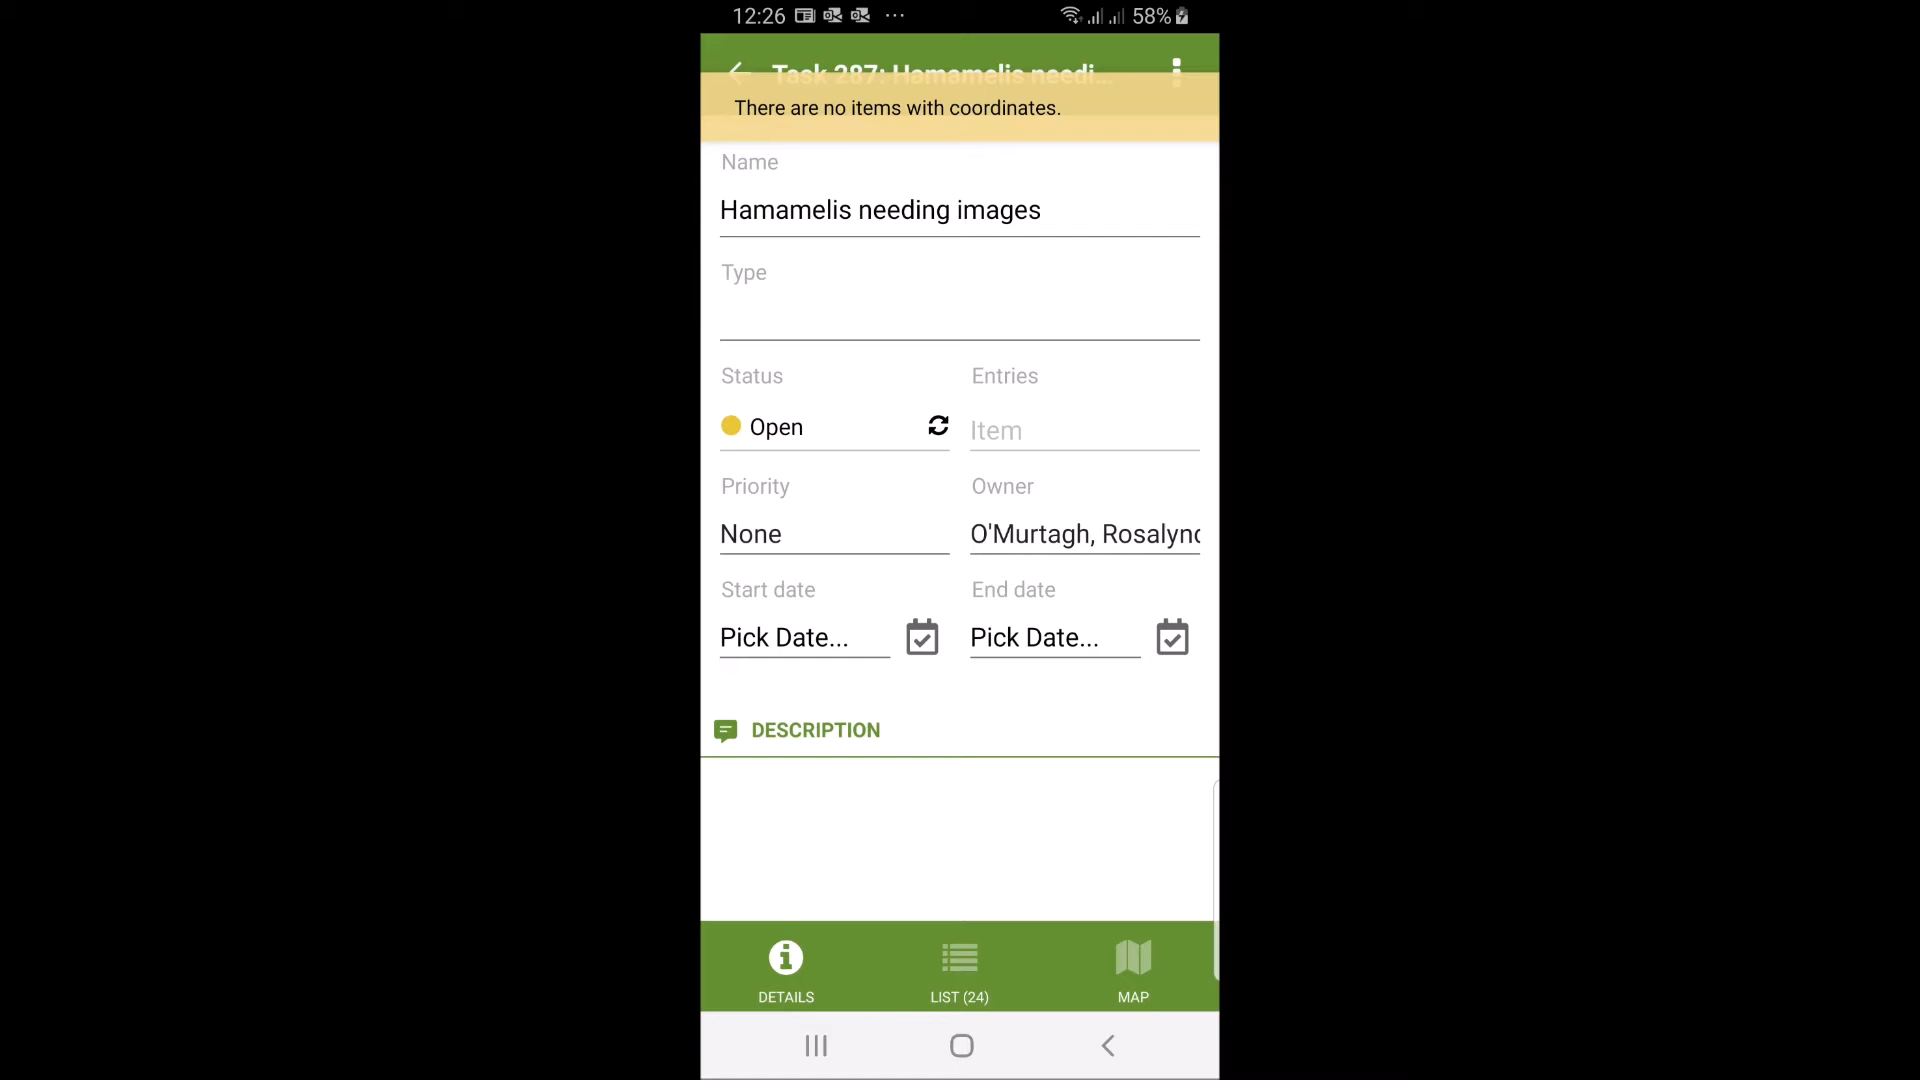 12:26 58%
Task 287: Hamamelis needi...
There are no items with coordinates.
Name
Hamamelis needing images
Type
Status Entries
Open Item
Priority Owner
None O'Murtagh, Rosalync
Start date End date
Pick Date... Pick Date...
DESCRIPTION
DETAILS LIST (24) MAP